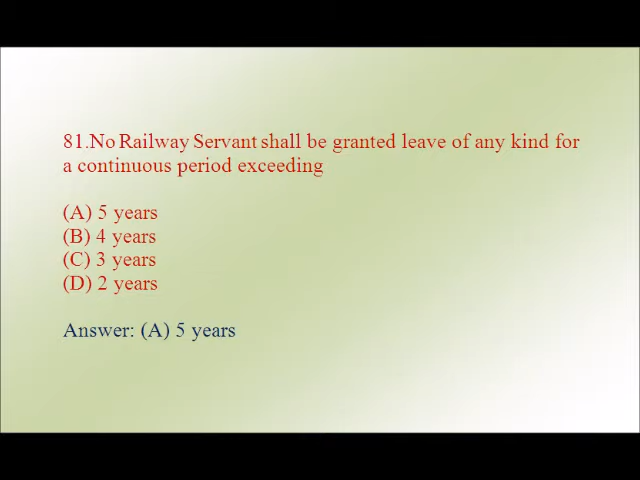 81.No Railway Servant shall be granted leave of any kind for
a continuous period exceeding
(A) 5 years
(B) 4 years
(C) 3 years
(D) 2 years
Answer: (A) 5 years